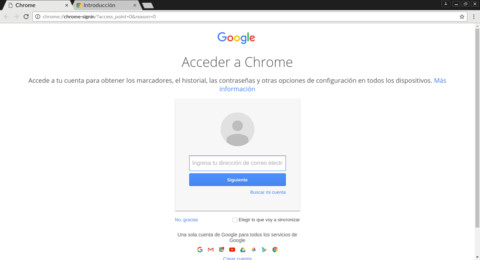 Chrome
Introducción
chrome://chrome-signin/?access_point=0&reason=0
Google
Acceder a Chrome
Accede a tu cuenta para obtener los marcadores, el historial, las contraseñas y otras opciones de configuración en todos los dispositivos. Más
información
Ingresa tu dirección de correo electr
Siguiente
Buscar mi cuenta
No, gracias
Elegir lo que voy a sincronizar
Una sola cuenta de Google para todos los servicios de
Google
Crear cuenta